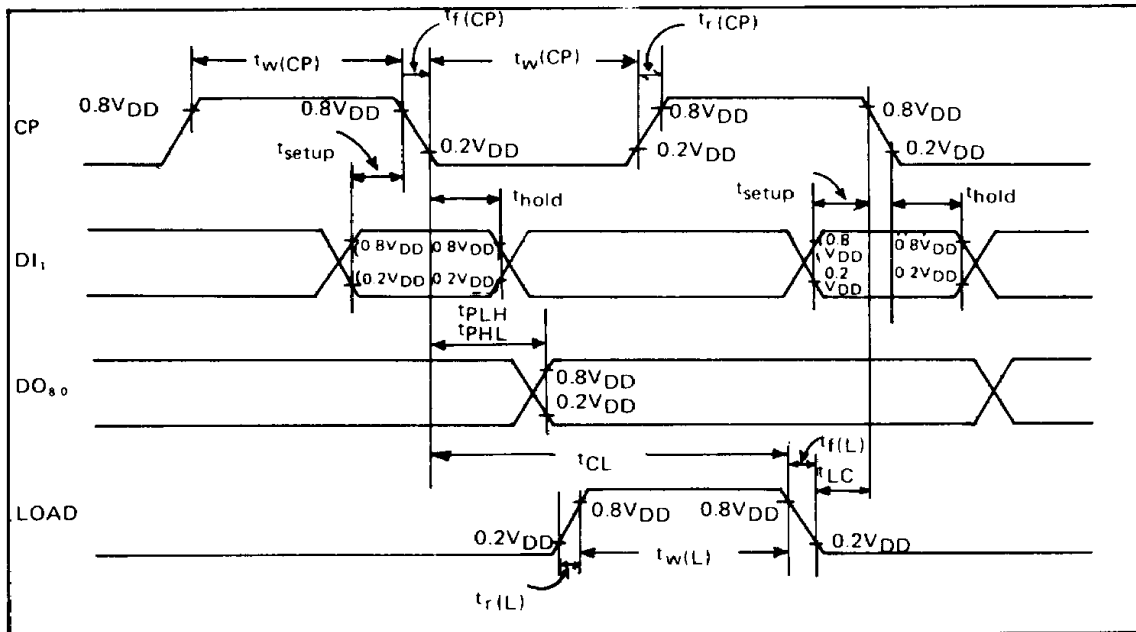 tf(CP)
tr(CP)
tw(CP)
tw(CP)
CP
0.8VDD
0.8VDD
0.8VDD
0.8VDD
0.2VDD
0.2VDD
0.2VDD
tsetup
tsetup
thold
thold
DI1
(0.8VDD
0.8VDD
(0.8
VDD
0.8VDD
(0.2VDD
0.2VDD
0.2
VDD
0.2VDD
tPLH
tPHL
DO80
0.8VDD
0.2VDD
tCL
tf(L)
tLC
LOAD
0.8VDD
0.8VDD
0.2VDD
0.2VDD
tw(L)
tr(L)